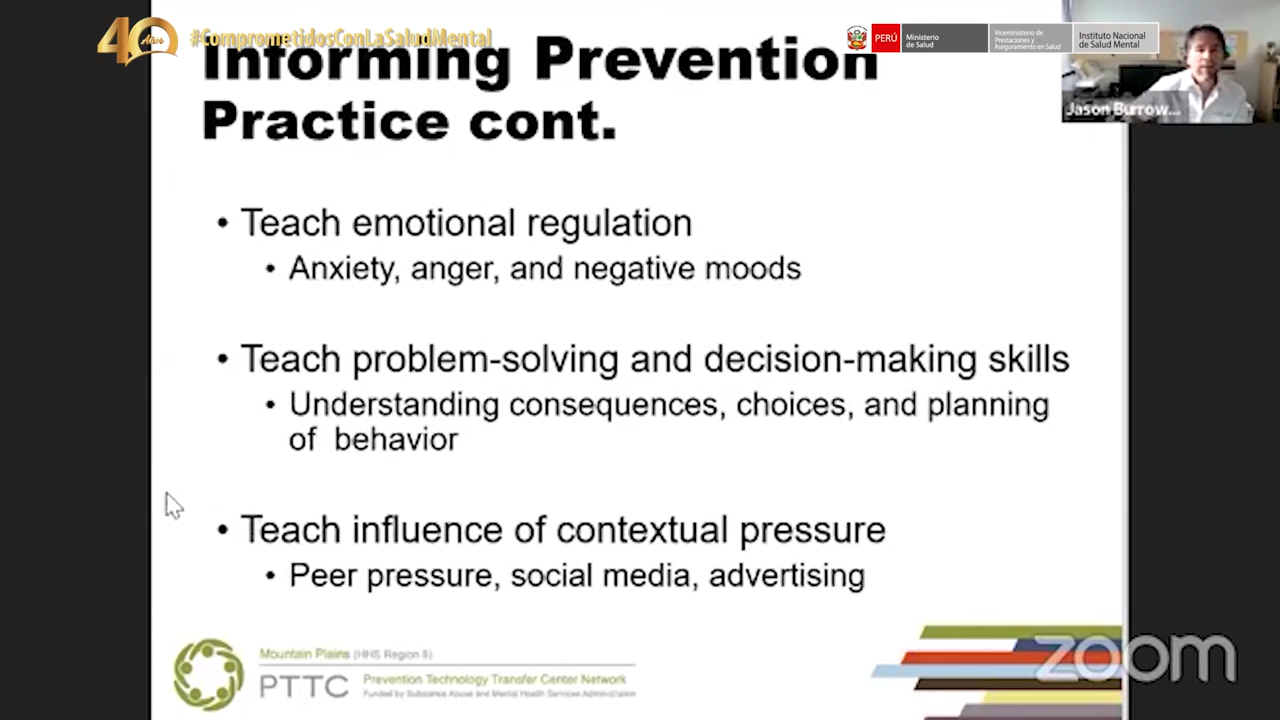 40 Años
#ComprometidosConLaSaludMental
PERÚ
Ministerio
de Salud
Viceministerio de
Prestaciones y
Aseguramiento en Salud
Instituto Nacional
de Salud Mental
Jason Burrow...
Informing Prevention
Practice cont.
• Teach emotional regulation
• Anxiety, anger, and negative moods
• Teach problem-solving and decision-making skills
• Understanding consequences, choices, and planning
of behavior
• Teach influence of contextual pressure
• Peer pressure, social media, advertising
Mountain Plains (HHS Region 8)
PTTC
Prevention Technology Transfer Center Network
Funded by Substance Abuse and Mental Health Services Administration
zoom